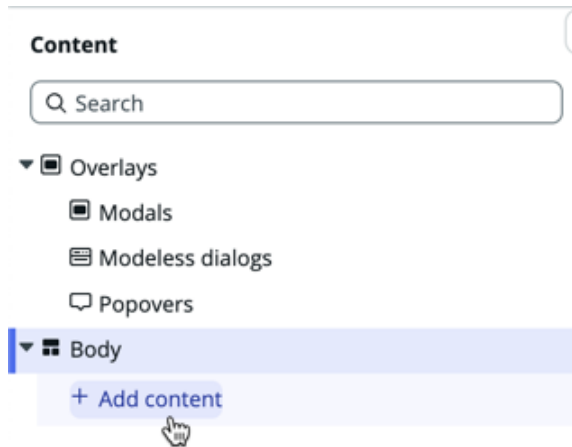 Content
Search
Overlays
Modals
Modeless dialogs
Popovers
Body
+ Add content